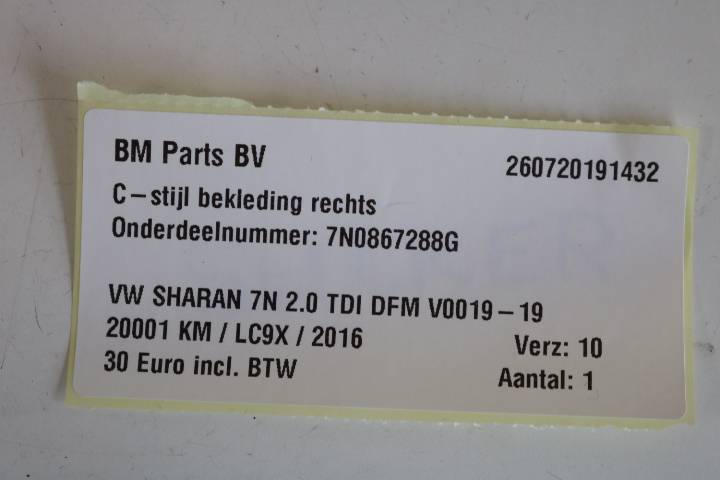 BM Parts BV 260720191432
C-stijl bekleding rechts
Onderdeelnummer: 7N0867288G
VW SHARAN 7N 2.0 TDI DFM V0019-19
20001 KM / LC9X / 2016 Verz: 10
30 Euro incl. BTW Aantal: 1